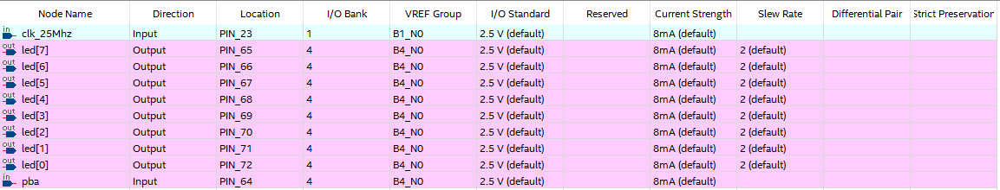 Node Name Direction Location I/O Bank VREF Group I/O Standard Reserved Current Strength Slew Rate Differential Pair Strict Preservation
in clk_25Mhz Input PIN_23 1 B1_N0 2.5 V (default) 8mA (default)
out led[7] Output PIN_65 4 B4_N0 2.5 V (default) 8mA (default) 2 (default)
out led[6] Output PIN_66 4 B4_N0 2.5 V (default) 8mA (default) 2 (default)
out led[5] Output PIN_67 4 B4_N0 2.5 V (default) 8mA (default) 2 (default)
out led[4] Output PIN_68 4 B4_N0 2.5 V (default) 8mA (default) 2 (default)
out led[3] Output PIN_69 4 B4_N0 2.5 V (default) 8mA (default) 2 (default)
out led[2] Output PIN_70 4 B4_N0 2.5 V (default) 8mA (default) 2 (default)
out led[1] Output PIN_71 4 B4_N0 2.5 V (default) 8mA (default) 2 (default)
out led[0] Output PIN_72 4 B4_N0 2.5 V (default) 8mA (default) 2 (default)
in pba Input PIN_64 4 B4_N0 2.5 V (default) 8mA (default)